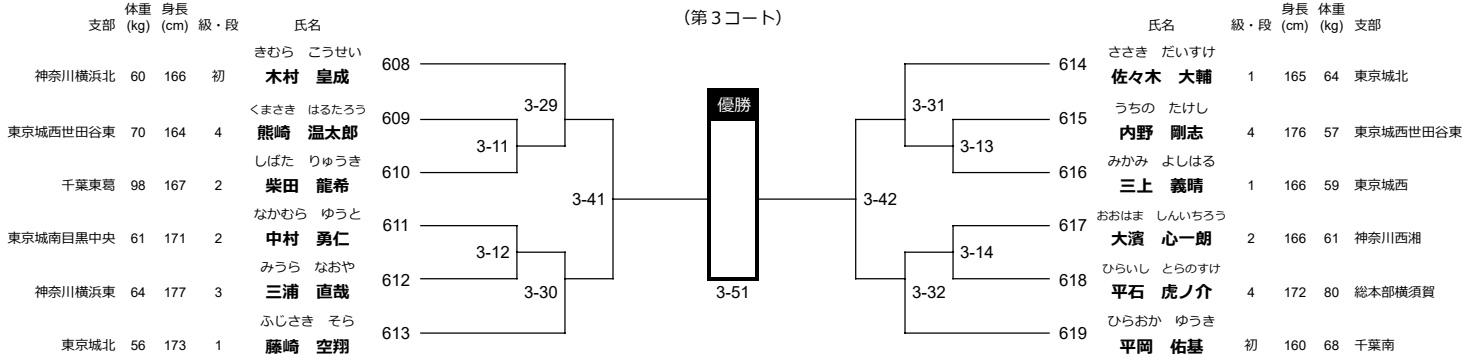 (第3コート)
支部 体重(kg) 身長(cm) 級・段 氏名
きむら こうせい
神奈川横浜北 60 166 初 木村 皇成 608
くまさき はるたろう
東京城西世田谷東 70 164 4 熊崎 温太郎 609
しばた りゅうき
千葉東葛 98 167 2 柴田 龍希 610
なかむら ゆうと
東京城南目黒中央 61 171 2 中村 勇仁 611
みうら なおや
神奈川横浜東 64 177 3 三浦 直哉 612
ふじさき そら
東京城北 56 173 1 藤崎 空翔 613
3-29
3-11
3-41
3-12
3-30
優勝
3-51
3-31
3-13
3-42
3-14
3-32
氏名 級・段 身長(cm) 体重(kg) 支部
ささき だいすけ
614 佐々木 大輔 1 165 64 東京城北
うちの たけし
615 内野 剛志 4 176 57 東京城西世田谷東
みかみ よしはる
616 三上 義晴 1 166 59 東京城西
おおはま しんいちろう
617 大濱 心一朗 2 166 61 神奈川西湘
ひらいし とらのすけ
618 平石 虎ノ介 4 172 80 総本部横須賀
ひらおか ゆうき
619 平岡 佑基 初 160 68 千葉南